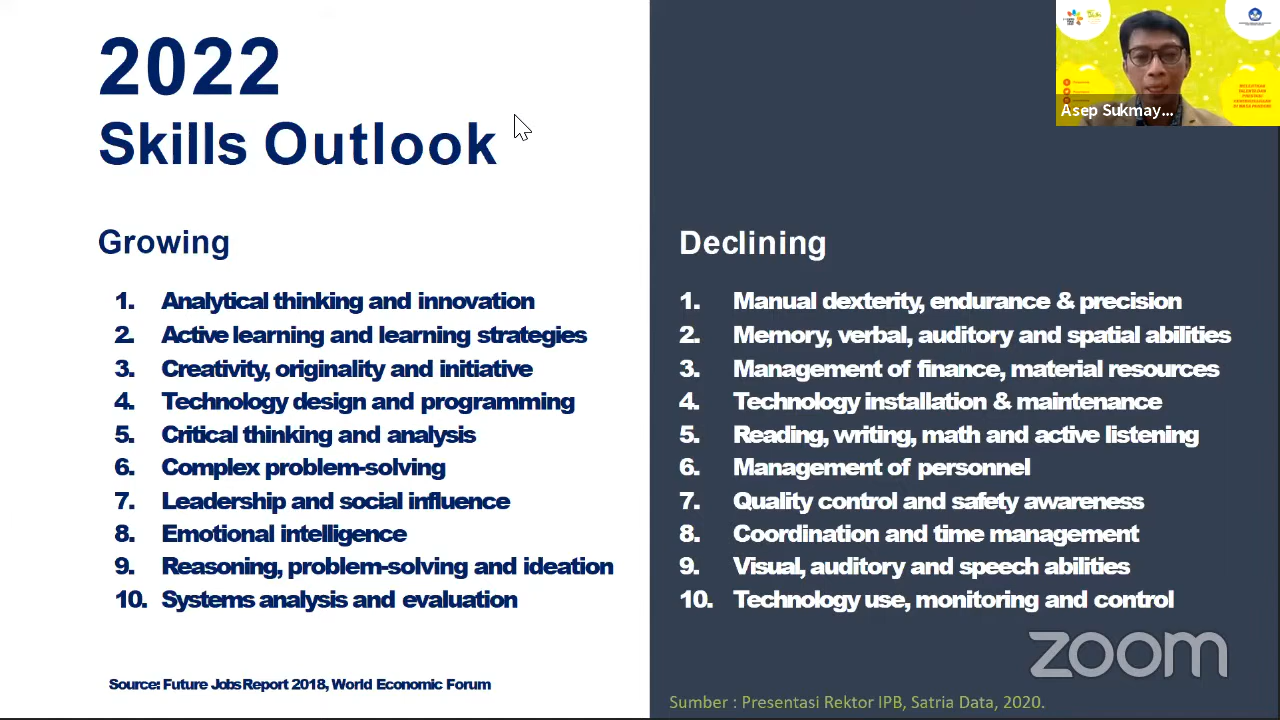 2022
Skills Outlook
Growing
1. Analytical thinking and innovation
2. Active learning and learning strategies
3. Creativity, originality and initiative
4. Technology design and programming
5. Critical thinking and analysis
6. Complex problem-solving
7. Leadership and social influence
8. Emotional intelligence
9. Reasoning, problem-solving and ideation
10. Systems analysis and evaluation
Source: Future Jobs Report 2018, World Economic Forum
Declining
1. Manual dexterity, endurance & precision
2. Memory, verbal, auditory and spatial abilities
3. Management of finance, material resources
4. Technology installation & maintenance
5. Reading, writing, math and active listening
6. Management of personnel
7. Quality control and safety awareness
8. Coordination and time management
9. Visual, auditory and speech abilities
10. Technology use, monitoring and control
Sumber : Presentasi Rektor IPB, Satria Data, 2020.
Asep Sukmay...
zoom